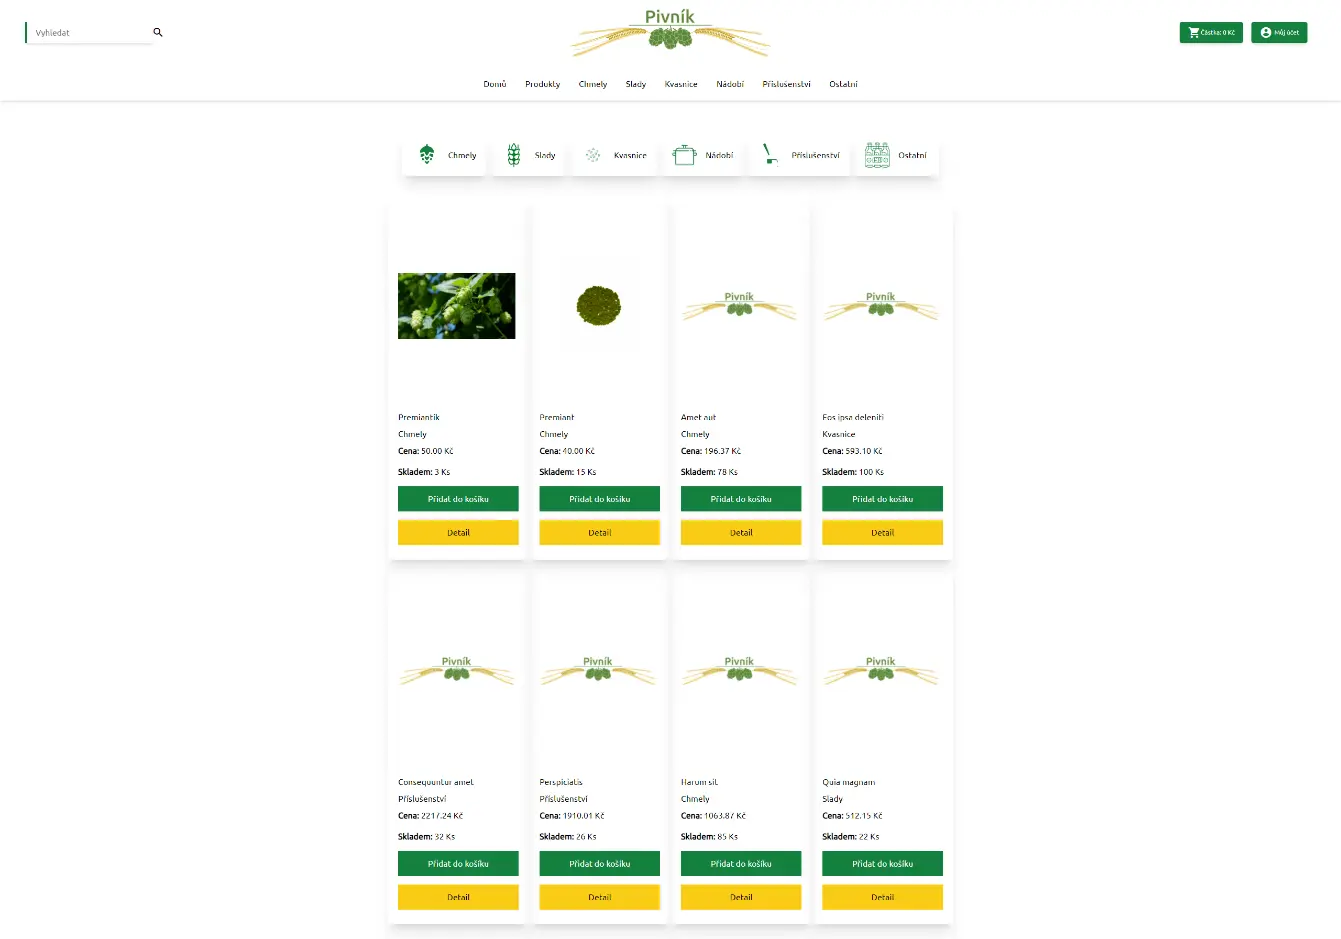 Vyhledat
Pivník
Částka: 0 Kč
Můj účet
Domů Produkty Chmely Slady Kvasnice Nádobí Příslušenství Ostatní
Chmely Slady Kvasnice Nádobí Příslušenství Ostatní
Pivník Pivník
Premiantík Premiant Amet aut Eos ipsa deleniti
Chmely Chmely Chmely Kvasnice
Cena: 50.00 Kč Cena: 40.00 Kč Cena: 196.37 Kč Cena: 593.10 Kč
Skladem: 3 Ks Skladem: 15 Ks Skladem: 78 Ks Skladem: 100 Ks
Přidat do košíku Přidat do košíku Přidat do košíku Přidat do košíku
Detail Detail Detail Detail
Pivník Pivník Pivník Pivník
Consequuntur amet Perspiciatis Harum sit Quia magnam
Příslušenství Příslušenství Chmely Slady
Cena: 2217.24 Kč Cena: 1910.01 Kč Cena: 1063.87 Kč Cena: 512.15 Kč
Skladem: 32 Ks Skladem: 26 Ks Skladem: 85 Ks Skladem: 22 Ks
Přidat do košíku Přidat do košíku Přidat do košíku Přidat do košíku
Detail Detail Detail Detail